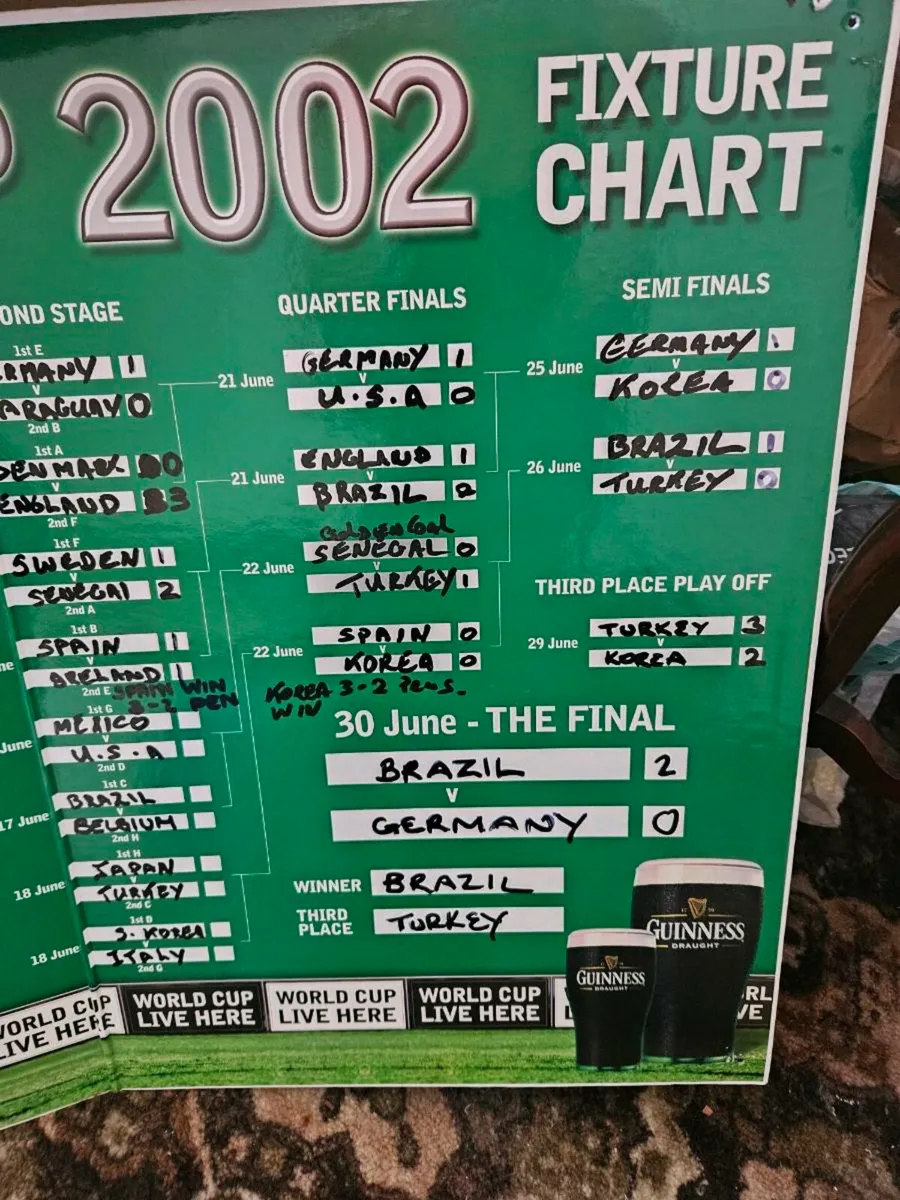 2002
FIXTURE
CHART
OND STAGE
1st E
RMANY 1
v
ARAGUAY 0
2nd B
1st A
DENMARK 0
v
ENGLAND 3
2nd F
1st F
SWEDEN 1
v
SENEGAL 2
2nd A
1st B
SPAIN 1
v
IRELAND 1
2nd E SPAIN WIN
3-2 PEN
1st G
MEXICO
v
June
U.S.A
2nd D
1st C
BRAZIL
v
17 June
BELGIUM
2nd H
1st H
JAPAN
v
18 June
TURKEY
2nd C
1st D
S. KOREA
v
18 June
ITALY
2nd G
QUARTER FINALS
21 June
GERMANY 1
v
U.S.A 0
21 June
ENGLAND 1
v
BRAZIL 2
GOLDEN GOAL
22 June
SENEGAL 0
v
TURKEY 1
22 June
SPAIN 0
v
KOREA 0
KOREA 3-2 PENS.
WIN
SEMI FINALS
25 June
GERMANY 1
v
KOREA 0
26 June
BRAZIL 1
v
TURKEY 0
THIRD PLACE PLAY OFF
29 June
TURKEY 3
v
KOREA 2
30 June - THE FINAL
BRAZIL 2
v
GERMANY 0
WINNER BRAZIL
THIRD
PLACE TURKEY
GUINNESS
DRAUGHT
GUINNESS
DRAUGHT
WORLD CUP
LIVE HERE
WORLD CUP
LIVE HERE
WORLD CUP
LIVE HERE
WORLD CUP
LIVE HERE